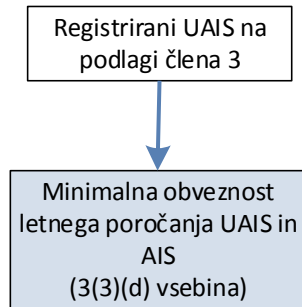 Registrirani UAIS na
podlagi člena 3
Minimalna obveznost
letnega poročanja UAIS in
AIS
(3(3)(d) vsebina)